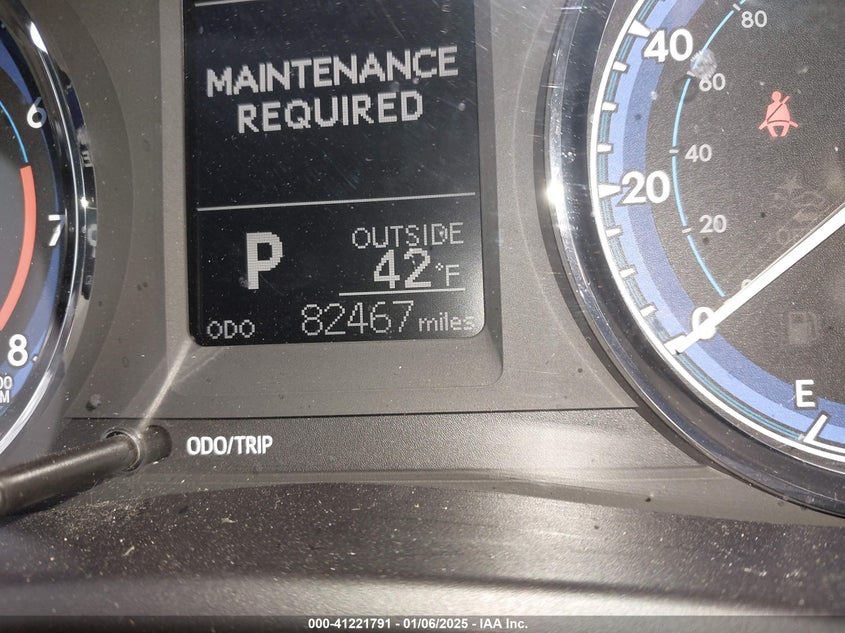 MAINTENANCE
REQUIRED
P
OUTSIDE
42°F
ODO 82467 miles
ODO/TRIP
6
7
8
40
20
0
80
60
40
20
E
000-41221791 - 01/06/2025 - IAA Inc.